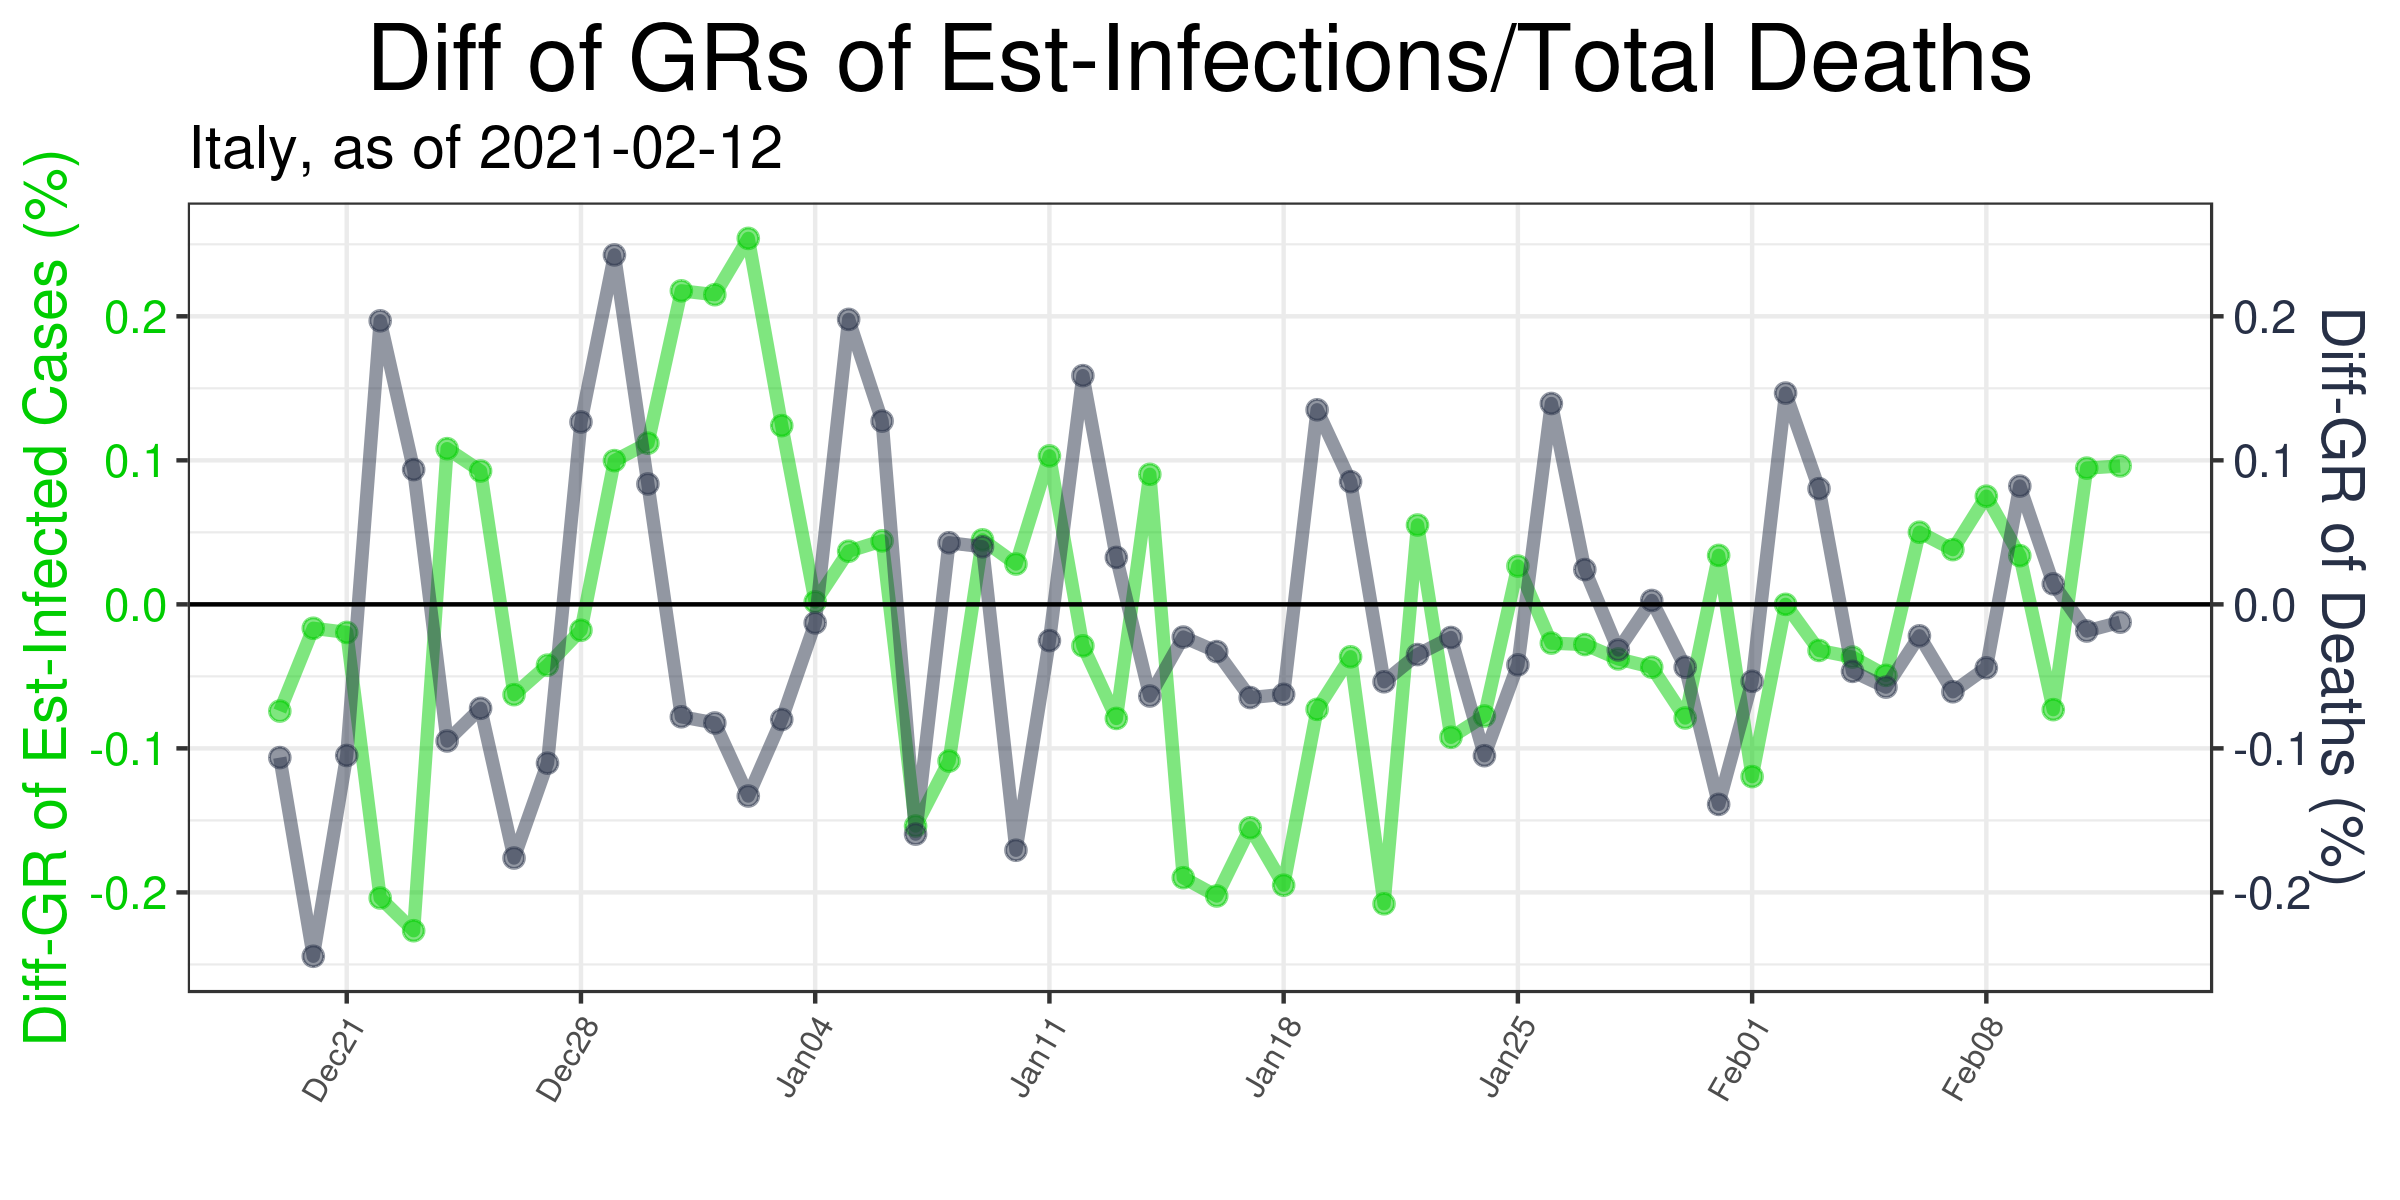 Diff of GRs of Est-Infections/Total Deaths
Italy, as of 2021-02-12
Diff-GR of Est-Infected Cases (%)
0.2
0.1
0.0
-0.1
-0.2
0.2
0.1
0.0
-0.1
-0.2
Diff-GR of Deaths (%)
Dec21
Dec28
Jan04
Jan11
Jan18
Jan25
Feb01
Feb08